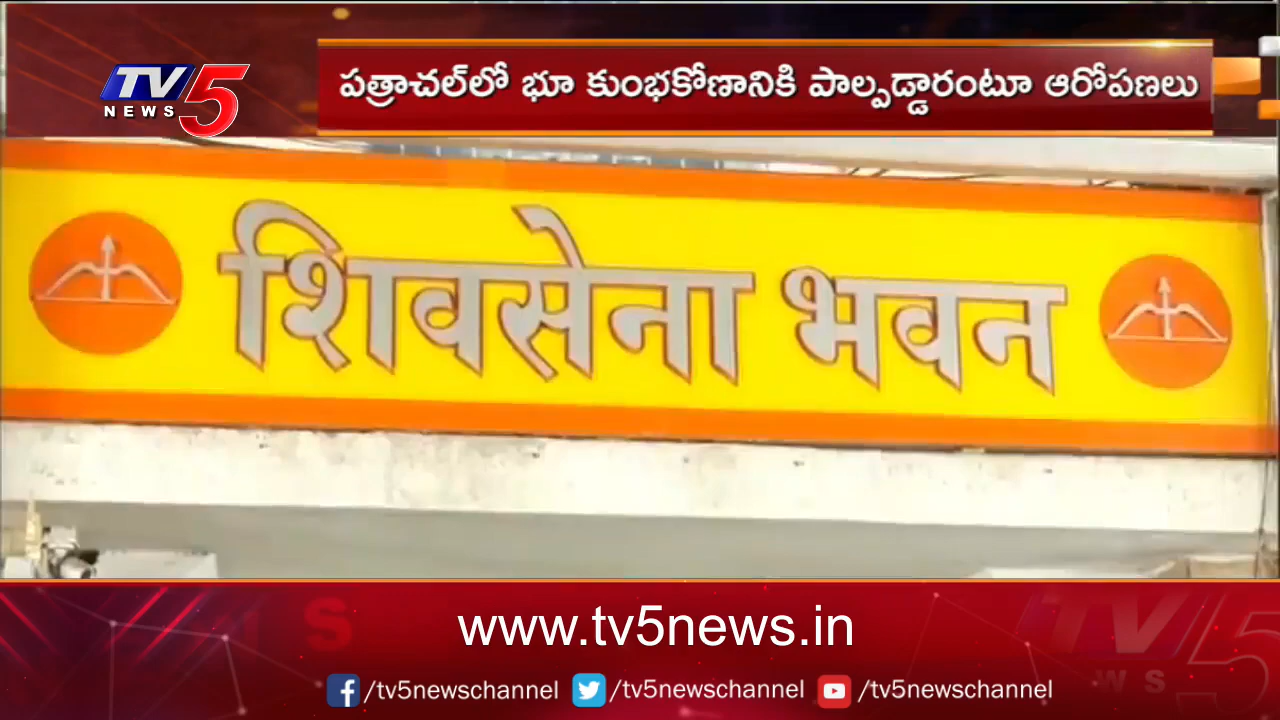 TV5
NEWS
పత్రాచల్‌లో భూ కుంభకోణానికి పాల్పడ్డారంటూ ఆరోపణలు
शिवसेना भवन
www.tv5news.in
/tv5newschannel /tv5newschannel /tv5newschannel